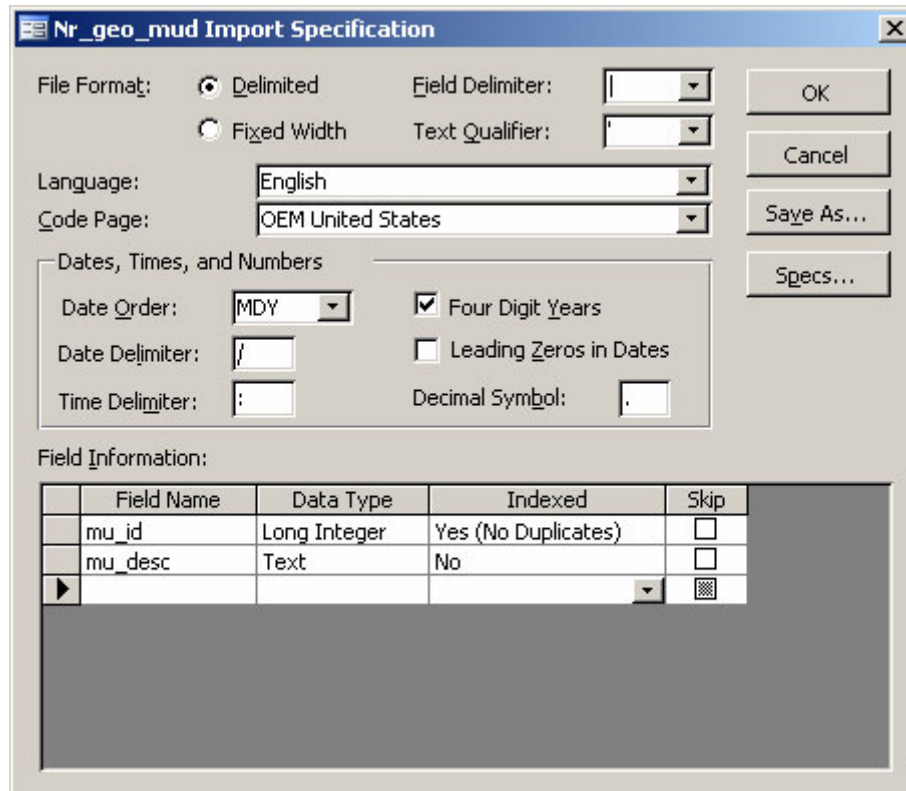 Nr_geo_mud Import Specification
File Format: Delimited Field Delimiter: |
Fixed Width Text Qualifier: '
Language: English
Code Page: OEM United States
OK
Cancel
Save As...
Specs...
Dates, Times, and Numbers
Date Order: MDY Four Digit Years
Date Delimiter: / Leading Zeros in Dates
Time Delimiter: : Decimal Symbol: .
Field Information:
Field Name Data Type Indexed Skip
mu_id Long Integer Yes (No Duplicates)
mu_desc Text No